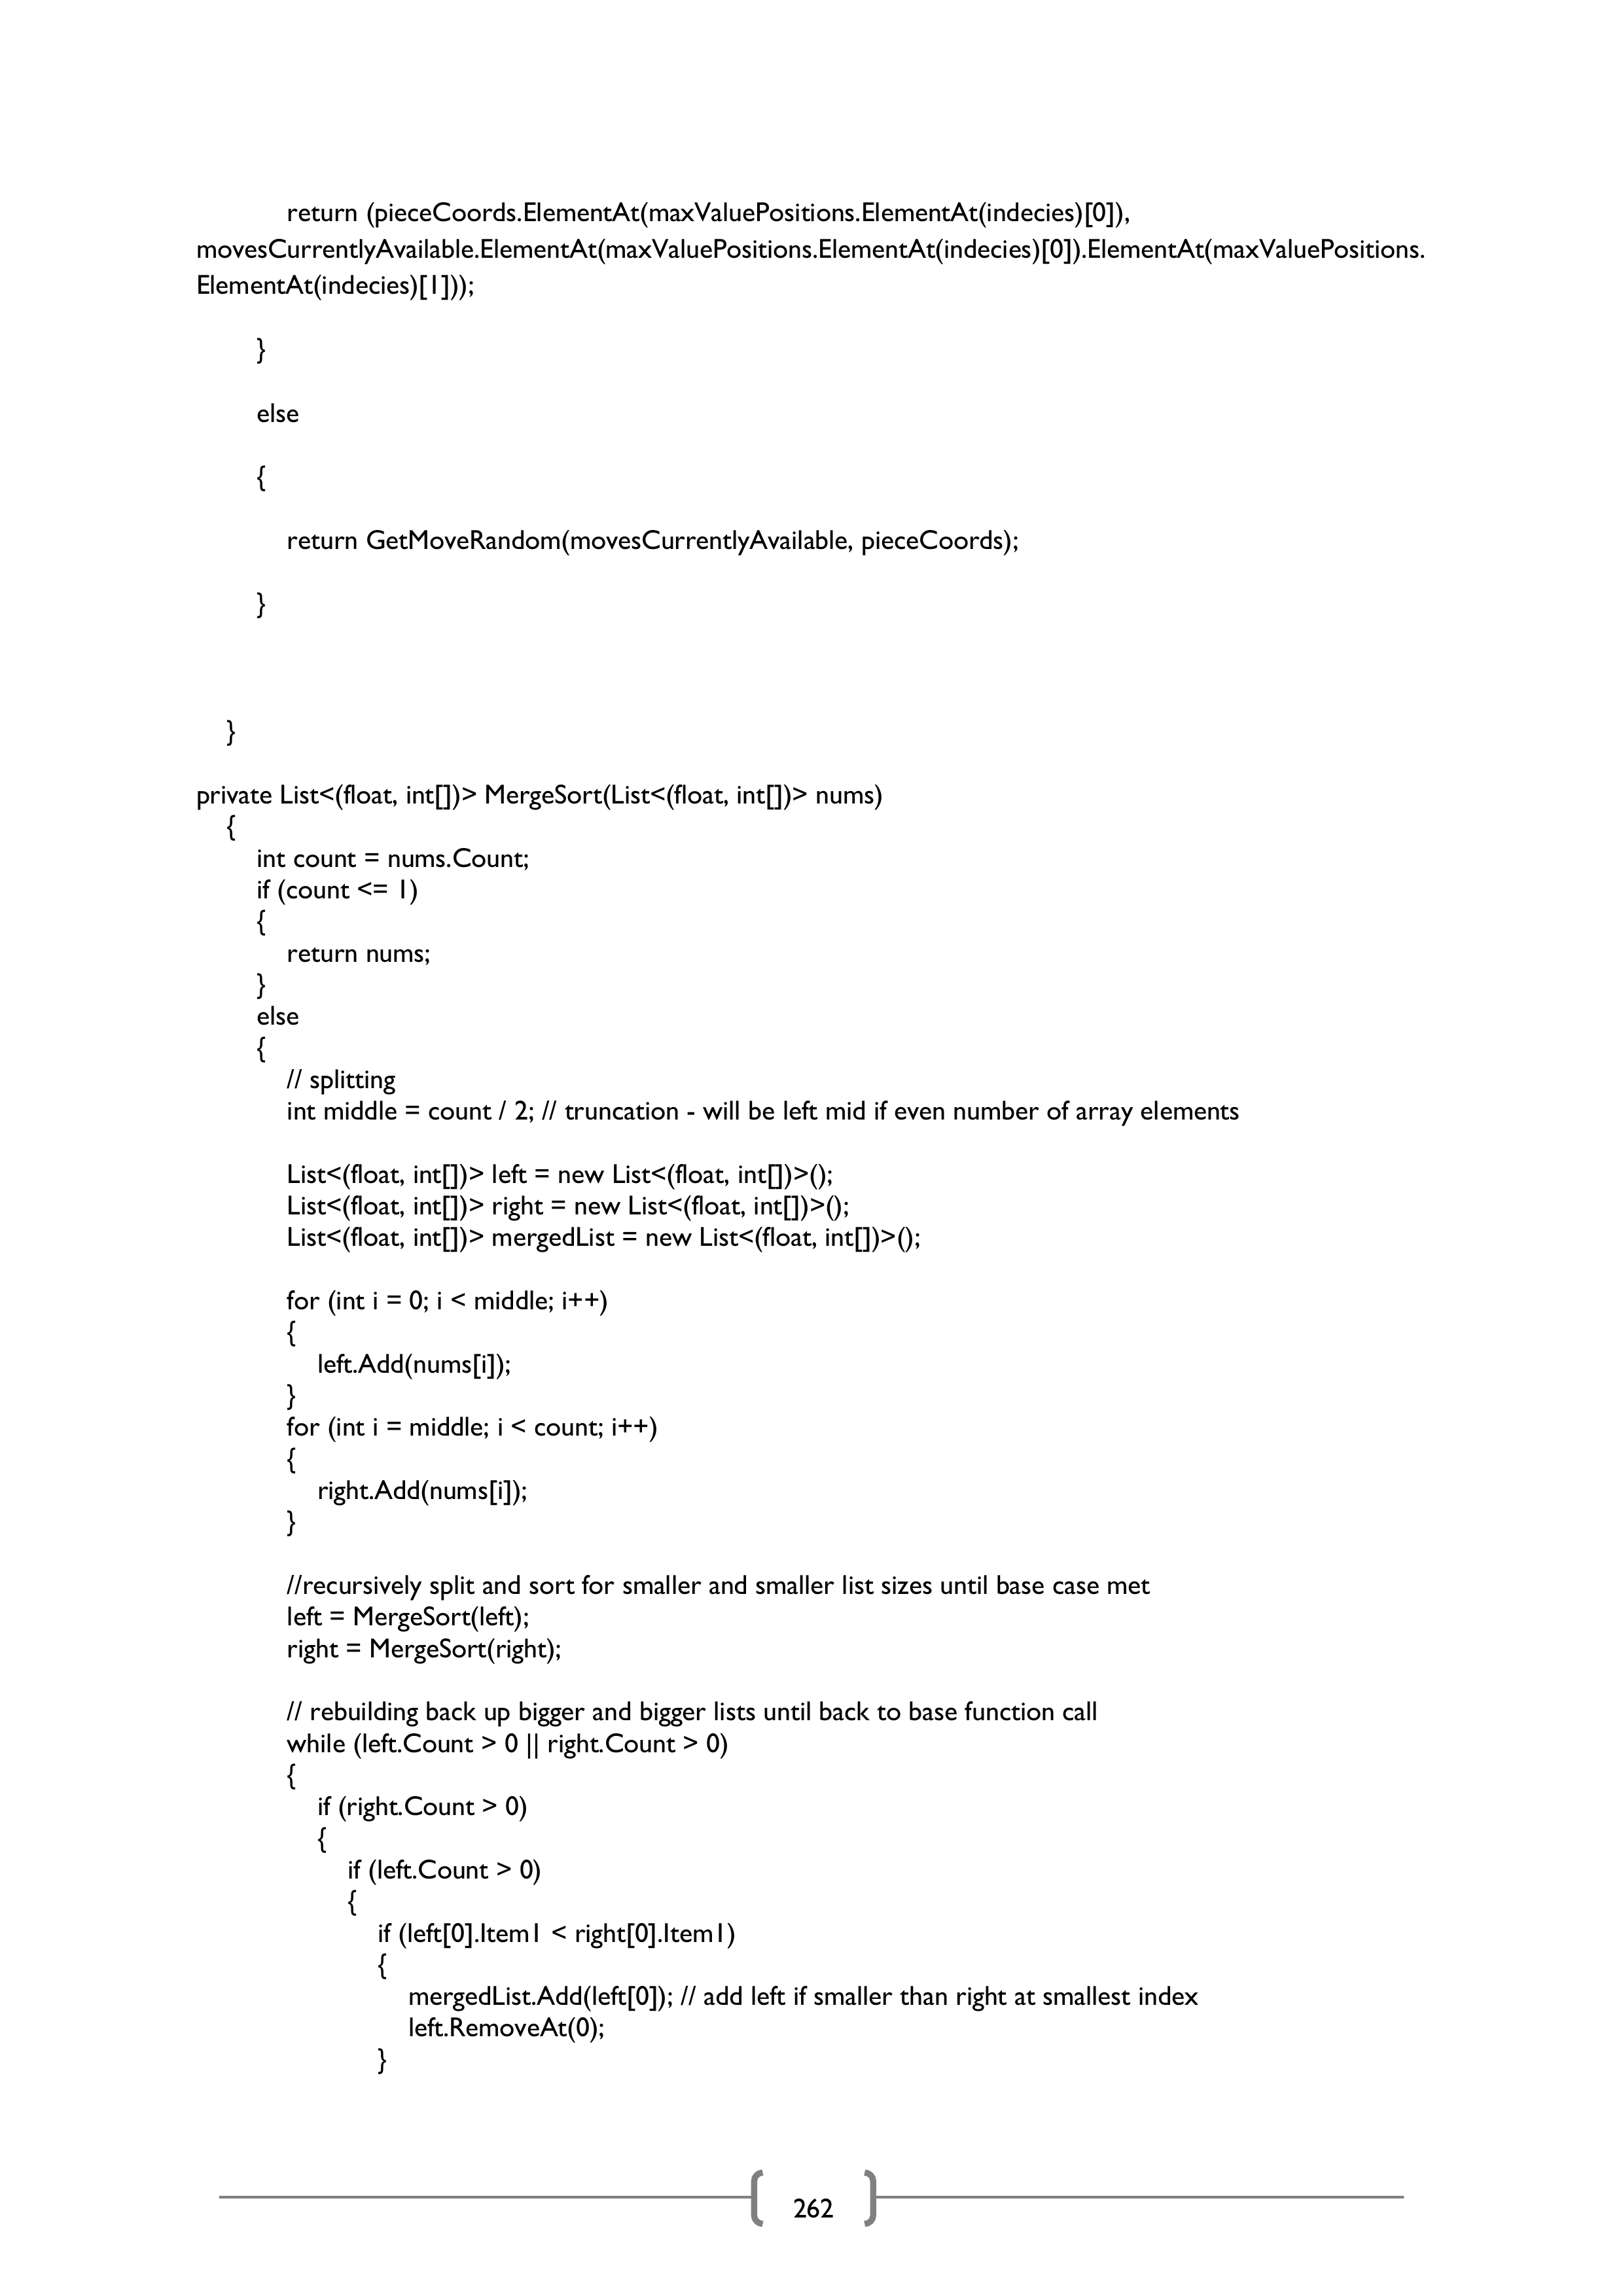 return (pieceCoords.ElementAt(maxValuePositions.ElementAt(indecies)[0]),
movesCurrentlyAvailable.ElementAt(maxValuePositions.ElementAt(indecies)[0]).ElementAt(maxValuePositions.
ElementAt(indecies)[1]));
}
else
{
return GetMoveRandom(movesCurrentlyAvailable, pieceCoords);
}
}
private List<(float, int[])> MergeSort(List<(float, int[])> nums)
{
int count = nums.Count;
if (count <= 1)
{
return nums;
}
else
{
// splitting
int middle = count / 2; // truncation - will be left mid if even number of array elements
List<(float, int[])> left = new List<(float, int[])>();
List<(float, int[])> right = new List<(float, int[])>();
List<(float, int[])> mergedList = new List<(float, int[])>();
for (int i = 0; i < middle; i++)
{
left.Add(nums[i]);
}
for (int i = middle; i < count; i++)
{
right.Add(nums[i]);
}
//recursively split and sort for smaller and smaller list sizes until base case met
left = MergeSort(left);
right = MergeSort(right);
// rebuilding back up bigger and bigger lists until back to base function call
while (left.Count > 0 || right.Count > 0)
{
if (right.Count > 0)
{
if (left.Count > 0)
{
if (left[0].Item1 < right[0].Item1)
{
mergedList.Add(left[0]); // add left if smaller than right at smallest index
left.RemoveAt(0);
}
262